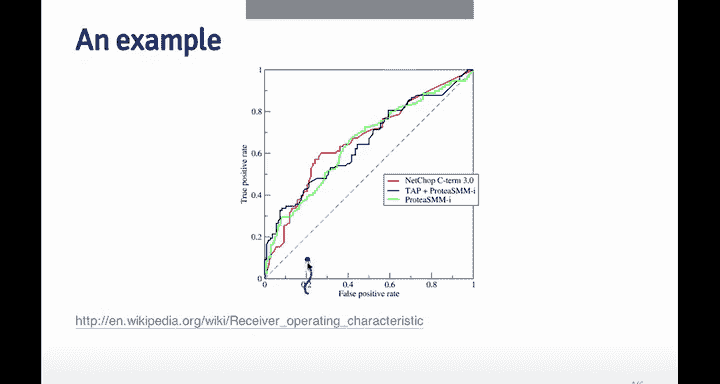 An example
1
0.8
0.6
0.4
0.2
0
True positive rate
NetChop C-term 3.0
TAP + ProteaSMM-i
ProteaSMM-i
0 0.2 0.4 0.6 0.8 1
False positive rate
http://en.wikipedia.org/wiki/Receiver_operating_characteristic